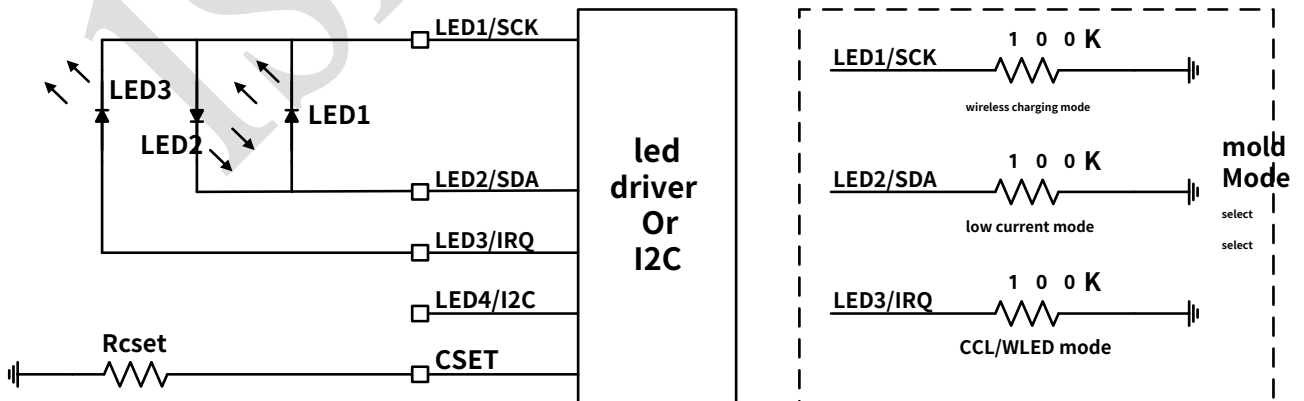 LED1/SCK
LED3
LED1
LED2
LED2/SDA
LED3/IRQ
LED4/I2C
Rcset
CSET
led
driver
Or
I2C
1 0 0 K
LED1/SCK
wireless charging mode
1 0 0 K
LED2/SDA
low current mode
mold
Mode
select
select
1 0 0 K
LED3/IRQ
CCL/WLED mode